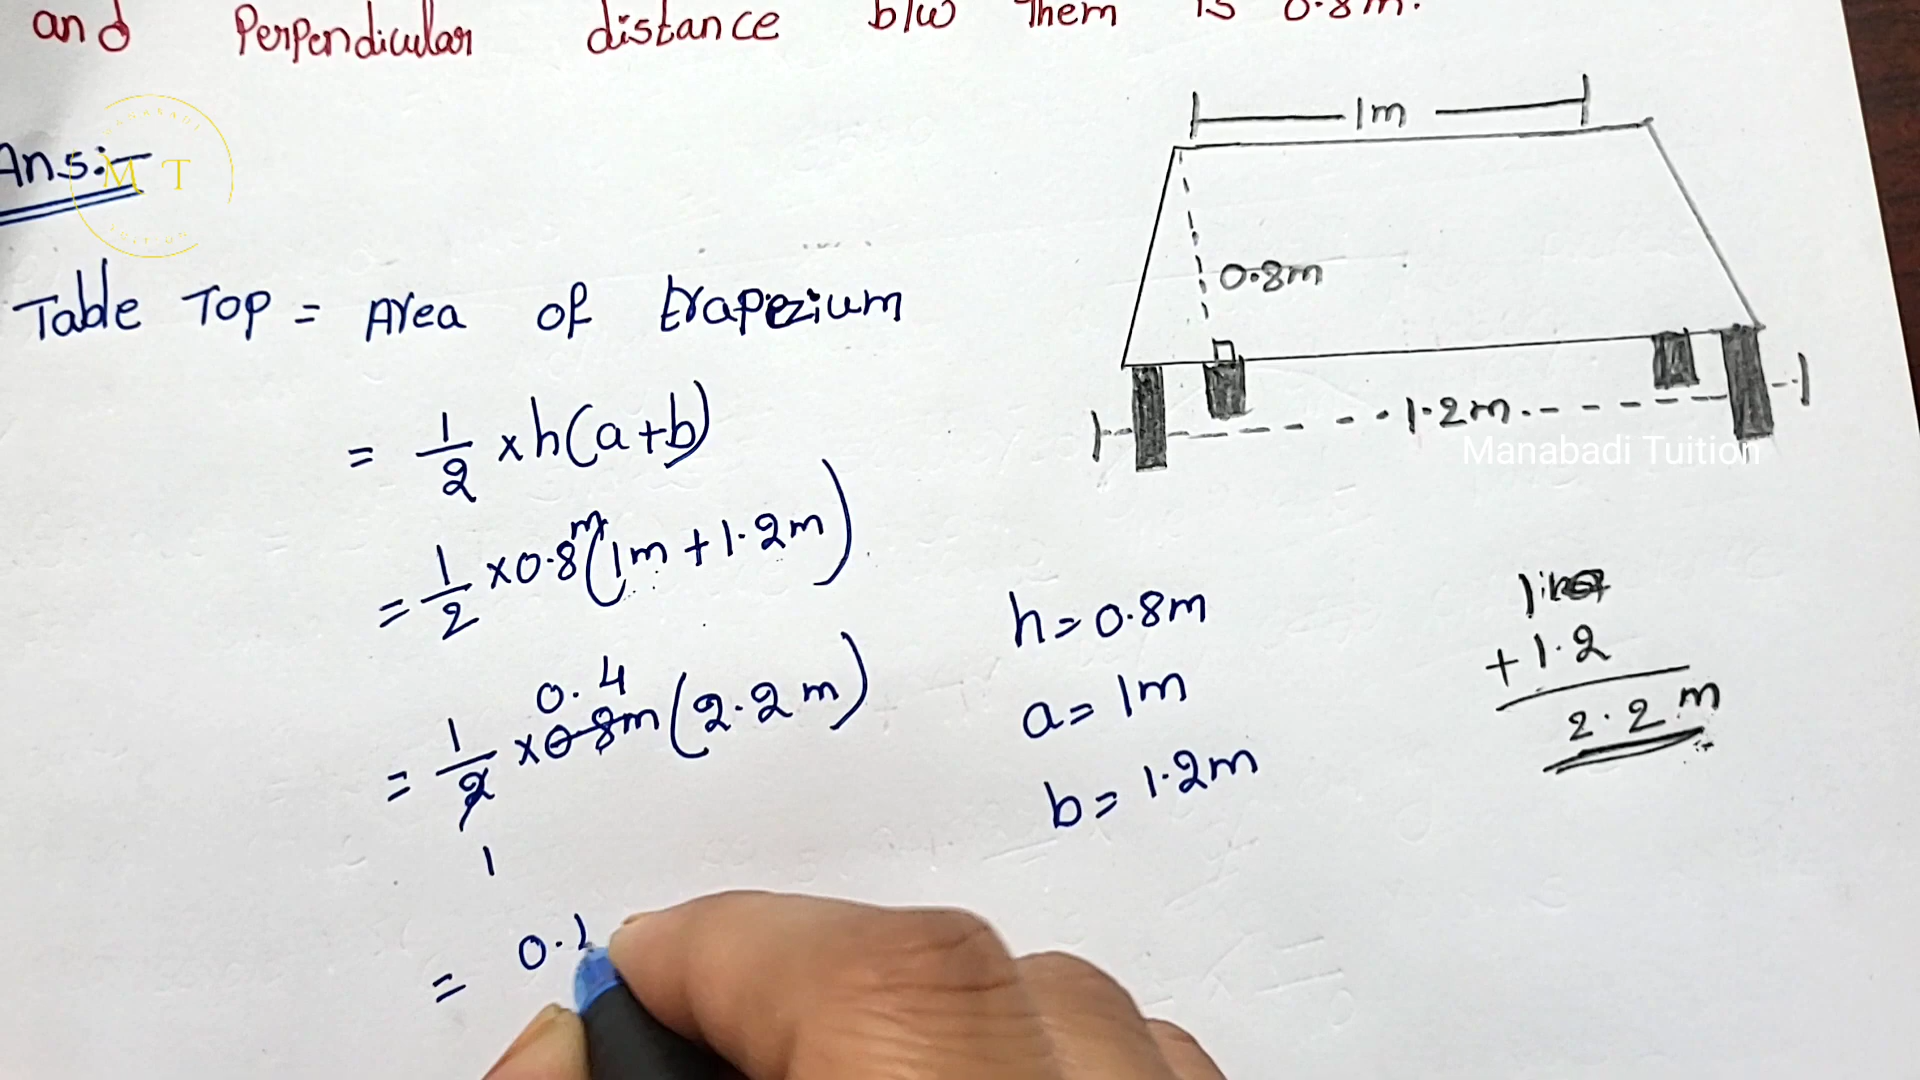 and Perpendicular distance b/w Them is 0.8m.
Ans:-
M T
1m
0.8m
1.2m
Manabadi Tuition
Table Top = Area of trapezium
= 1/2 × h(a+b)
= 1/2 × 0.8m(1m + 1.2m)
0.4
= 1/2 × 0.8m (2.2m)
1
= 0.
h = 0.8m
a = 1m
b = 1.2m
+ 1.2
2.2m